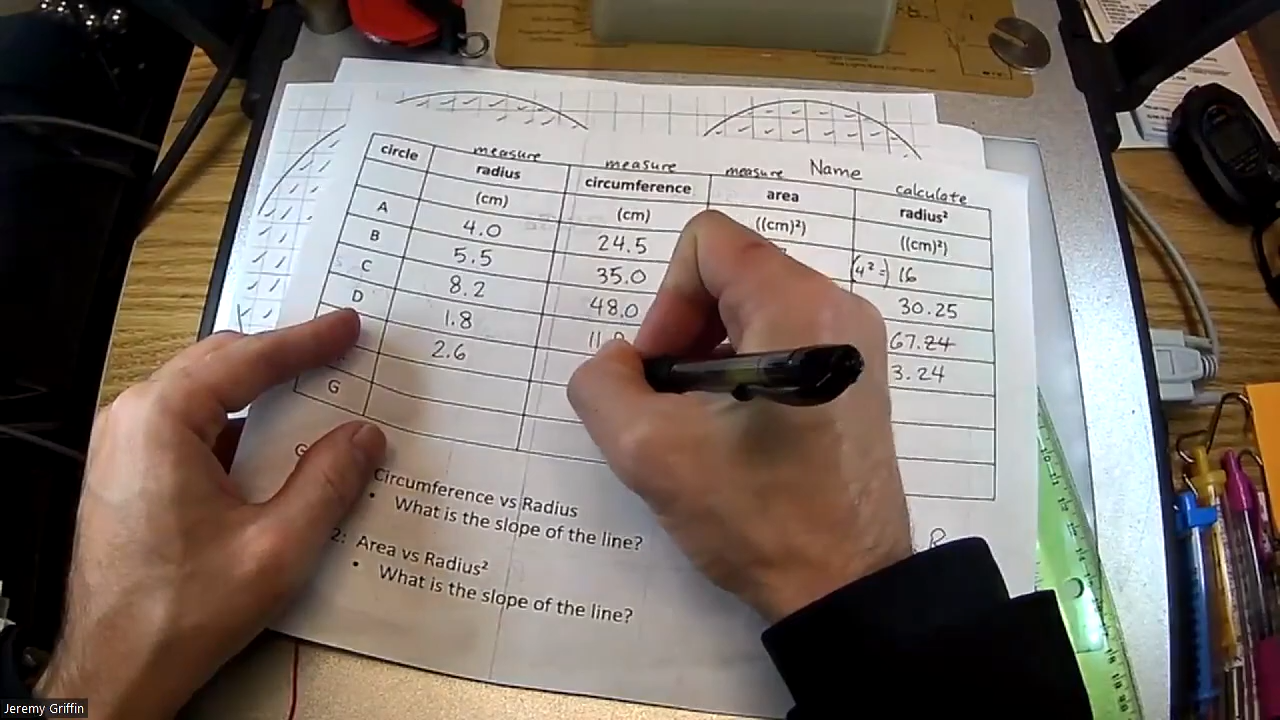 measure measure measure Name calculate
circle radius circumference area radius²
(cm) (cm) ((cm)²) ((cm)²)
A 4.0 24.5 (4² =) 16
B 5.5 35.0 30.25
C 8.2 48.0 67.24
D 1.8 3.24
2.6
G
Circumference vs Radius
• What is the slope of the line?
2: Area vs Radius²
• What is the slope of the line?
Jeremy Griffin